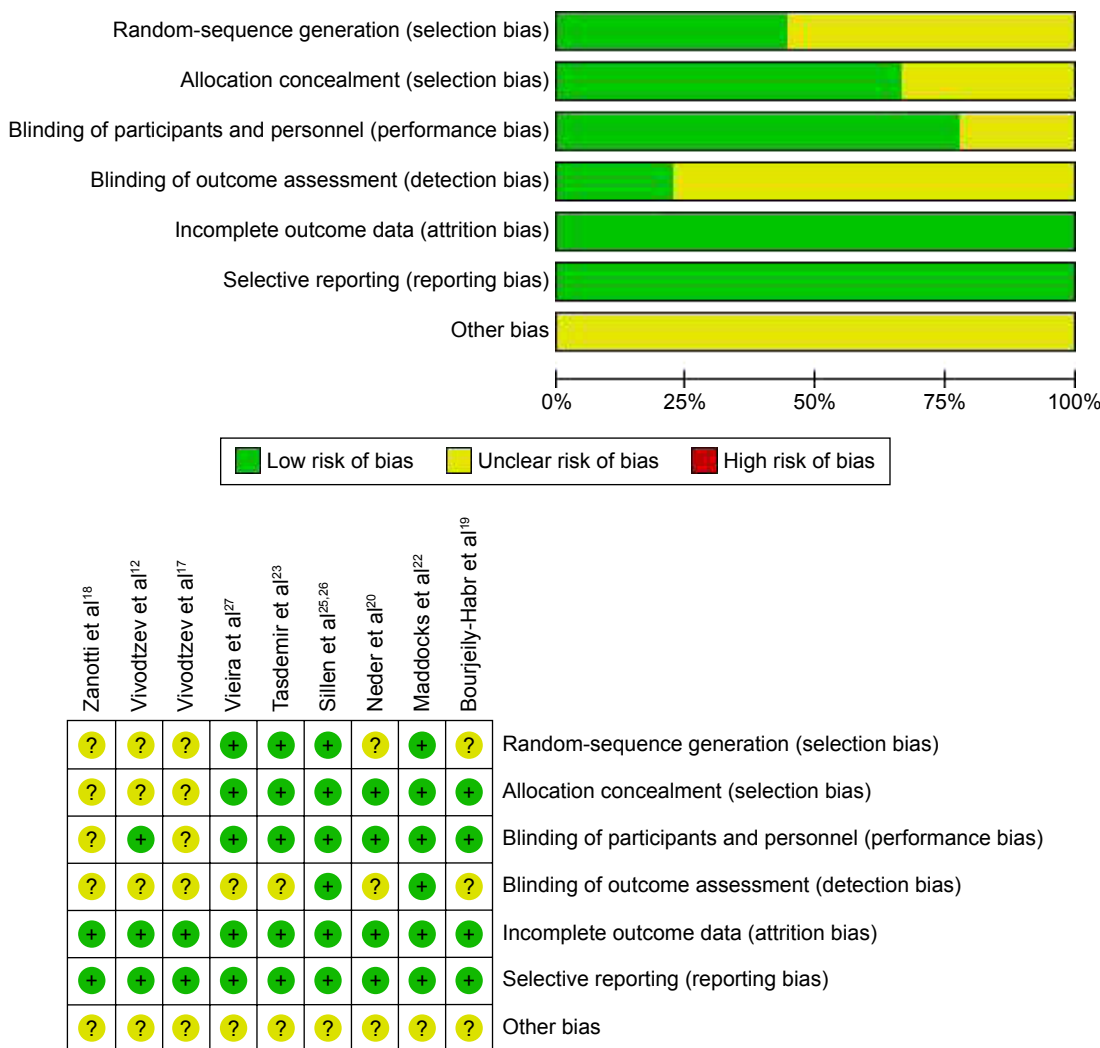 Random-sequence generation (selection bias)
Allocation concealment (selection bias)
Blinding of participants and personnel (performance bias)
Blinding of outcome assessment (detection bias)
Incomplete outcome data (attrition bias)
Selective reporting (reporting bias)
Other bias
0% 25% 50% 75% 100%
Low risk of bias Unclear risk of bias High risk of bias
Zanotti et al18
Vivodtzev et al12
Vivodtzev et al17
Vieira et al27
Tasdemir et al23
Sillen et al25,26
Neder et al20
Maddocks et al22
Bourjeily-Habr et al19
? ? ? + + + ? + ? Random-sequence generation (selection bias)
? ? ? + + + + + + Allocation concealment (selection bias)
? + ? + + + + + + Blinding of participants and personnel (performance bias)
? ? ? ? ? + ? + ? Blinding of outcome assessment (detection bias)
+ + + + + + + + + Incomplete outcome data (attrition bias)
+ + + + + + + + + Selective reporting (reporting bias)
? ? ? ? ? ? ? ? ? Other bias